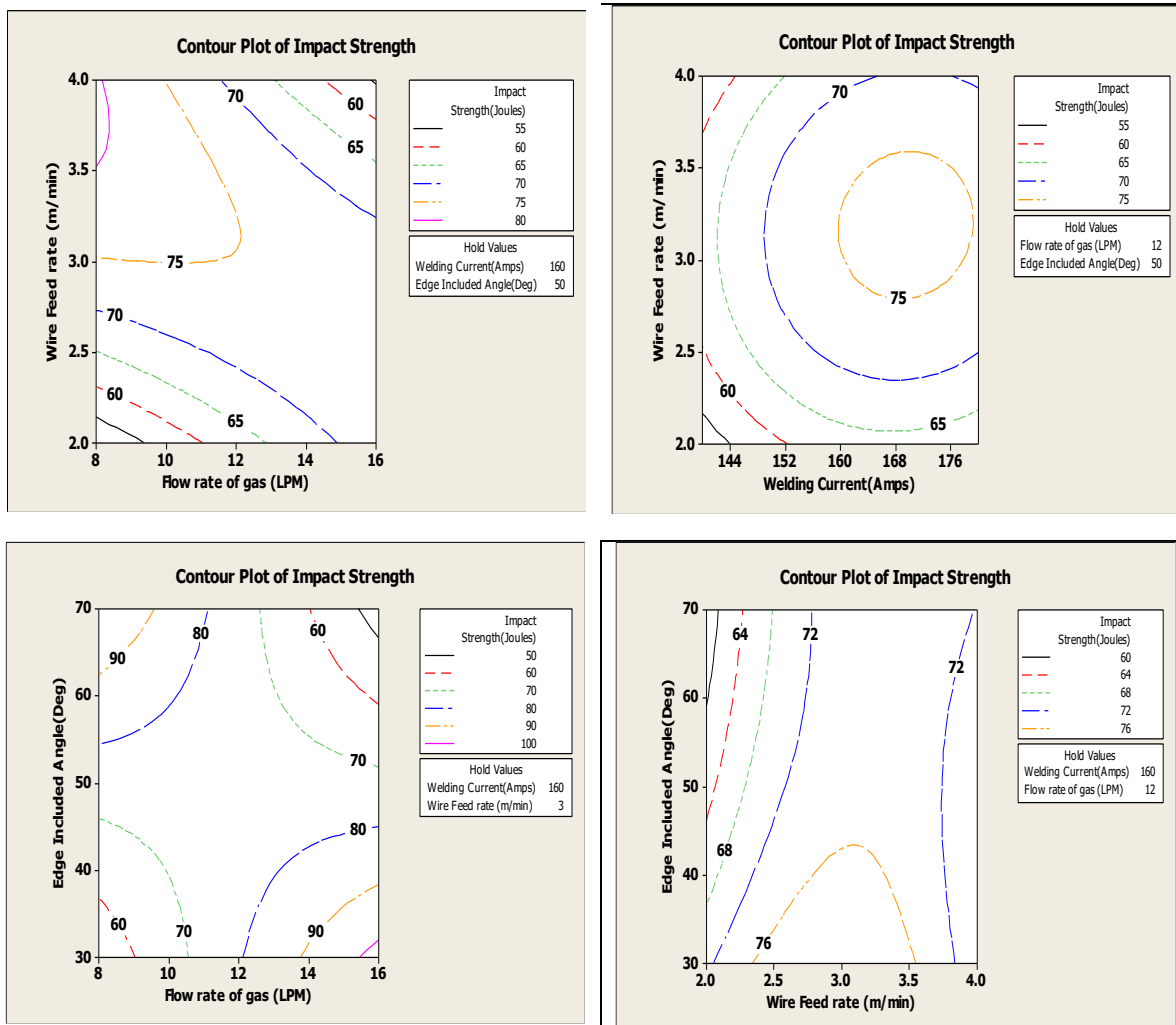 Contour Plot of Impact Strength
4.0
3.5
3.0
2.5
2.0
Wire Feed rate (m/min)
8 10 12 14 16
Flow rate of gas (LPM)
70
60
65
75
70
60
65
Impact
Strength(Joules)
55
60
65
70
75
80
Hold Values
Welding Current(Amps) 160
Edge Included Angle(Deg) 50
Contour Plot of Impact Strength
4.0
3.5
3.0
2.5
2.0
Wire Feed rate (m/min)
144 152 160 168 176
Welding Current(Amps)
70
75
60
65
Impact
Strength(Joules)
55
60
65
70
75
Hold Values
Flow rate of gas (LPM) 12
Edge Included Angle(Deg) 50
Contour Plot of Impact Strength
70
60
50
40
30
Edge Included Angle(Deg)
8 10 12 14 16
Flow rate of gas (LPM)
80
60
90
70
80
60
70
90
Impact
Strength(Joules)
50
60
70
80
90
100
Hold Values
Welding Current(Amps) 160
Wire Feed rate (m/min) 3
Contour Plot of Impact Strength
70
60
50
40
30
Edge Included Angle(Deg)
2.0 2.5 3.0 3.5 4.0
Wire Feed rate (m/min)
64
72
72
68
76
Impact
Strength(Joules)
60
64
68
72
76
Hold Values
Welding Current(Amps) 160
Flow rate of gas (LPM) 12